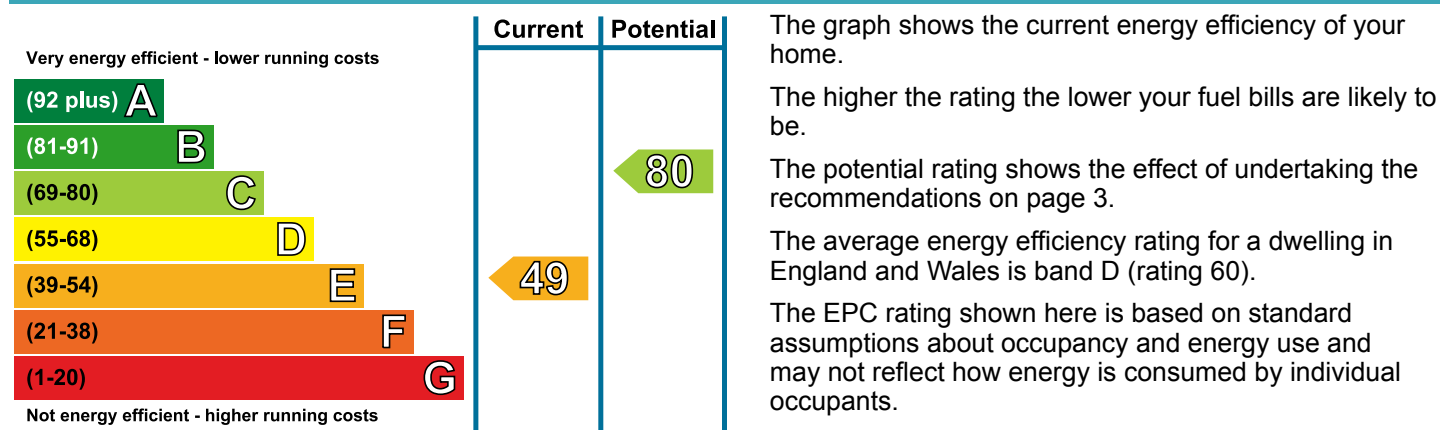 Current Potential
Very energy efficient - lower running costs
(92 plus) A
(81-91) B
(69-80) C
(55-68) D
(39-54) E
(21-38) F
(1-20) G
Not energy efficient - higher running costs
49
80
The graph shows the current energy efficiency of your
home.
The higher the rating the lower your fuel bills are likely to
be.
The potential rating shows the effect of undertaking the
recommendations on page 3.
The average energy efficiency rating for a dwelling in
England and Wales is band D (rating 60).
The EPC rating shown here is based on standard
assumptions about occupancy and energy use and
may not reflect how energy is consumed by individual
occupants.